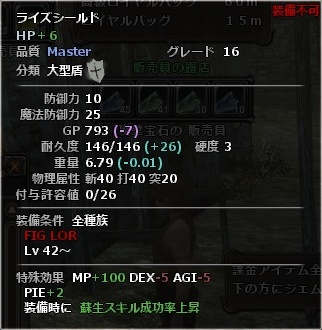 ライズシールド
装備不可
HP+6
品質 Master グレード 16
分類 大型盾
防御力 10
魔法防御力 25
GP 793 (-7)
耐久度 146/146 (+26) 硬度 3
重量 6.79 (-0.01)
物理属性 斬40 打40 突20
付与許容値 0/26
装備条件 全種族
FIG LOR
Lv 42～
特殊効果 MP+100 DEX-5 AGI-5
PIE+2
装備時に 蘇生スキル成功率上昇